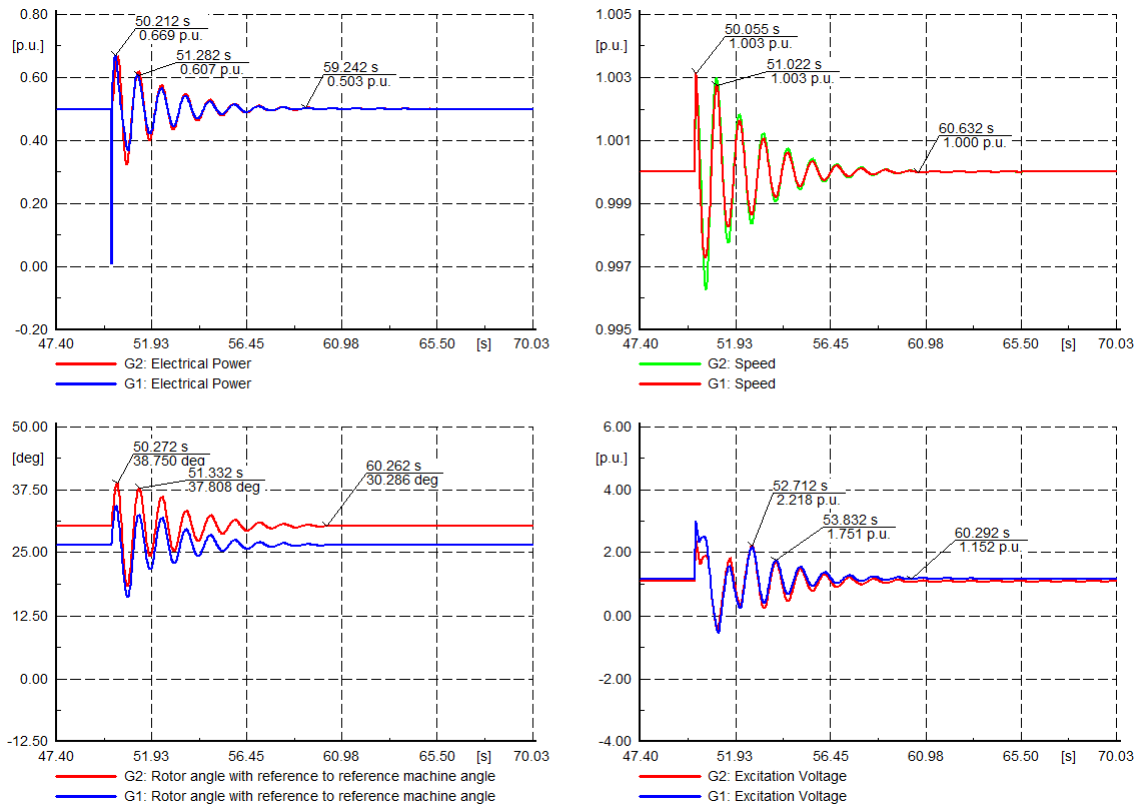 0.80
[p.u.]
0.60
0.40
0.20
0.00
-0.20
50.212 s
0.669 p.u.
51.282 s
0.607 p.u.
59.242 s
0.503 p.u.
47.40 51.93 56.45 60.98 65.50 [s] 70.03
G2: Electrical Power
G1: Electrical Power
1.005
[p.u.]
1.003
1.001
0.999
0.997
0.995
50.055 s
1.003 p.u.
51.022 s
1.003 p.u.
60.632 s
1.000 p.u.
47.40 51.93 56.45 60.98 65.50 [s] 70.03
G2: Speed
G1: Speed
50.00
[deg]
37.50
25.00
12.50
0.00
-12.50
50.272 s
38.750 deg
51.332 s
37.808 deg
60.262 s
30.286 deg
47.40 51.93 56.45 60.98 65.50 [s] 70.03
G2: Rotor angle with reference to reference machine angle
G1: Rotor angle with reference to reference machine angle
6.00
[p.u.]
4.00
2.00
0.00
-2.00
-4.00
52.712 s
2.218 p.u.
53.832 s
1.751 p.u.
60.292 s
1.152 p.u.
47.40 51.93 56.45 60.98 65.50 [s] 70.03
G2: Excitation Voltage
G1: Excitation Voltage